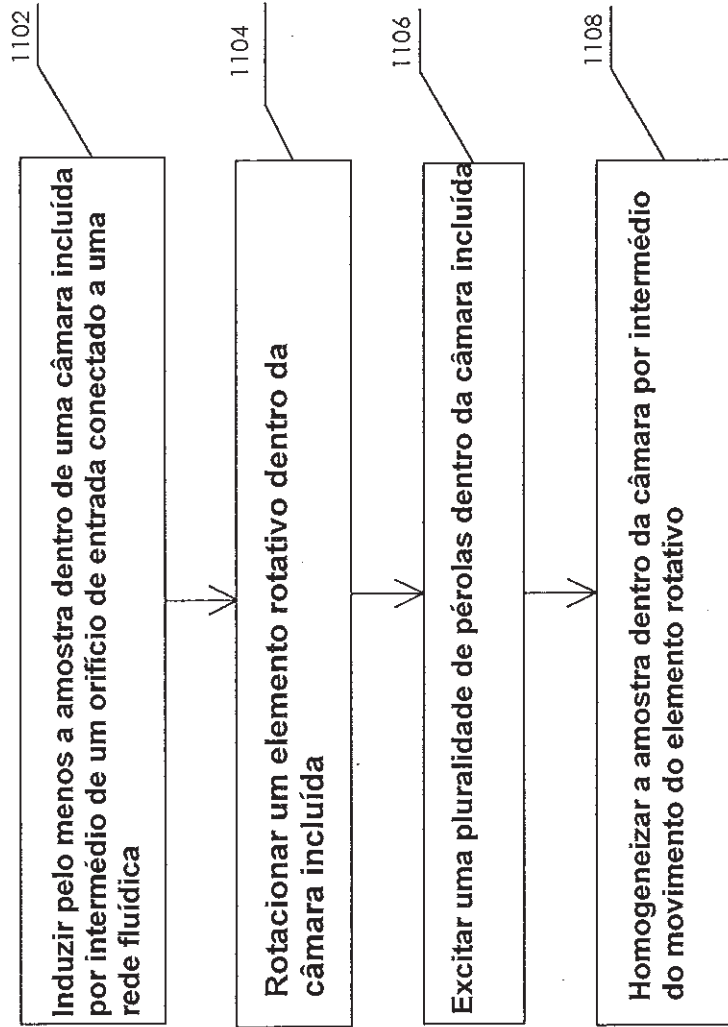 1102
Induzir pelo menos a amostra dentro de uma câmara incluída
por intermédio de um orifício de entrada conectado a uma
rede fluídica
1104
Rotacionar um elemento rotativo dentro da
câmara incluída
1106
Excitar uma pluralidade de pérolas dentro da câmara incluída
1108
Homogeneizar a amostra dentro da câmara por intermédio
do movimento do elemento rotativo